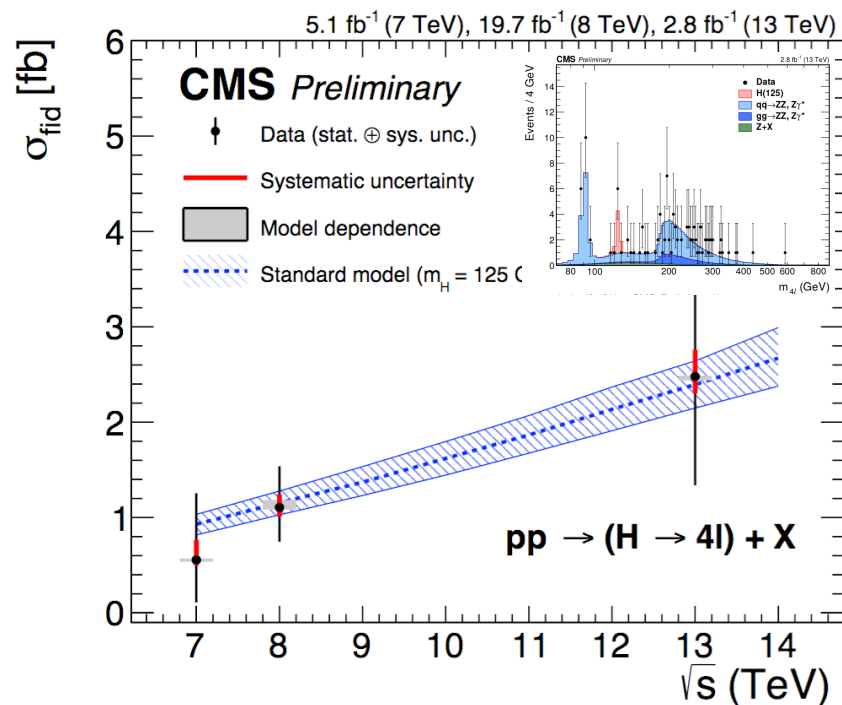 5.1 fb⁻¹ (7 TeV), 19.7 fb⁻¹ (8 TeV), 2.8 fb⁻¹ (13 TeV)
σfid [fb]
6
5
4
3
2
1
0
CMS Preliminary
Data (stat. ⊕ sys. unc.)
Systematic uncertainty
Model dependence
Standard model (mH = 125
CMS Preliminary 2.8 fb⁻¹ (13 TeV)
Events / 4 GeV
14
12
10
8
6
4
2
0
Data
H(125)
qq→ZZ, Zγ*
gg→ZZ, Zγ*
Z+X
80 100 200 300 400 500 600 800
m4l (GeV)
pp → (H → 4l) + X
7 8 9 10 11 12 13 14
√s (TeV)